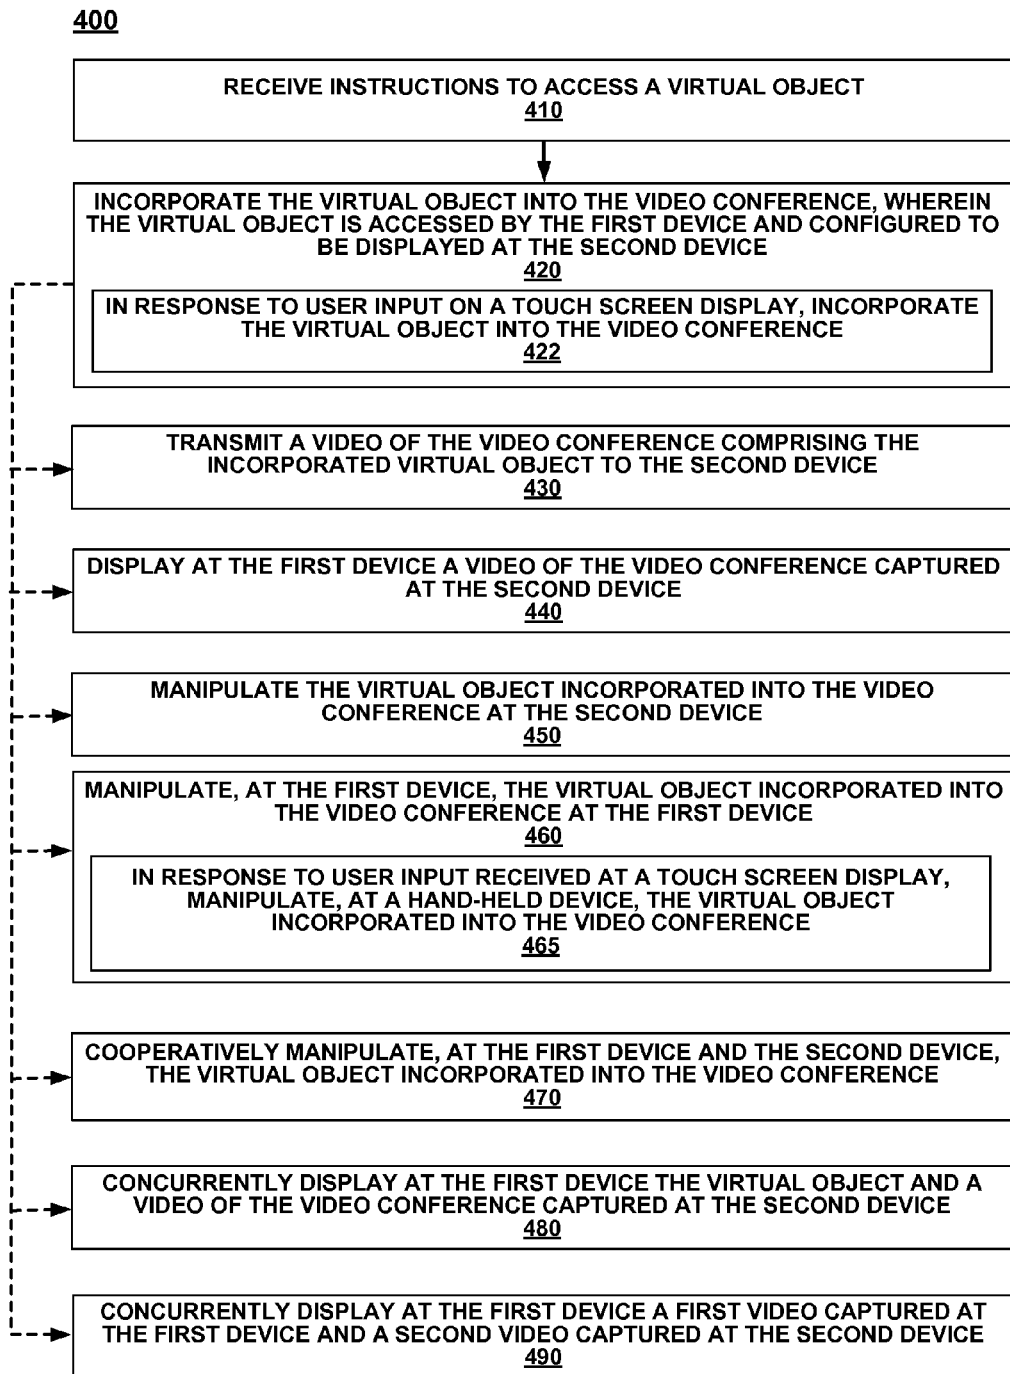 400
RECEIVE INSTRUCTIONS TO ACCESS A VIRTUAL OBJECT
410
INCORPORATE THE VIRTUAL OBJECT INTO THE VIDEO CONFERENCE, WHEREIN
THE VIRTUAL OBJECT IS ACCESSED BY THE FIRST DEVICE AND CONFIGURED TO
BE DISPLAYED AT THE SECOND DEVICE
420
IN RESPONSE TO USER INPUT ON A TOUCH SCREEN DISPLAY, INCORPORATE
THE VIRTUAL OBJECT INTO THE VIDEO CONFERENCE
422
TRANSMIT A VIDEO OF THE VIDEO CONFERENCE COMPRISING THE
INCORPORATED VIRTUAL OBJECT TO THE SECOND DEVICE
430
DISPLAY AT THE FIRST DEVICE A VIDEO OF THE VIDEO CONFERENCE CAPTURED
AT THE SECOND DEVICE
440
MANIPULATE THE VIRTUAL OBJECT INCORPORATED INTO THE VIDEO
CONFERENCE AT THE SECOND DEVICE
450
MANIPULATE, AT THE FIRST DEVICE, THE VIRTUAL OBJECT INCORPORATED INTO
THE VIDEO CONFERENCE AT THE FIRST DEVICE
460
IN RESPONSE TO USER INPUT RECEIVED AT A TOUCH SCREEN DISPLAY,
MANIPULATE, AT A HAND-HELD DEVICE, THE VIRTUAL OBJECT
INCORPORATED INTO THE VIDEO CONFERENCE
465
COOPERATIVELY MANIPULATE, AT THE FIRST DEVICE AND THE SECOND DEVICE,
THE VIRTUAL OBJECT INCORPORATED INTO THE VIDEO CONFERENCE
470
CONCURRENTLY DISPLAY AT THE FIRST DEVICE THE VIRTUAL OBJECT AND A
VIDEO OF THE VIDEO CONFERENCE CAPTURED AT THE SECOND DEVICE
480
CONCURRENTLY DISPLAY AT THE FIRST DEVICE A FIRST VIDEO CAPTURED AT
THE FIRST DEVICE AND A SECOND VIDEO CAPTURED AT THE SECOND DEVICE
490